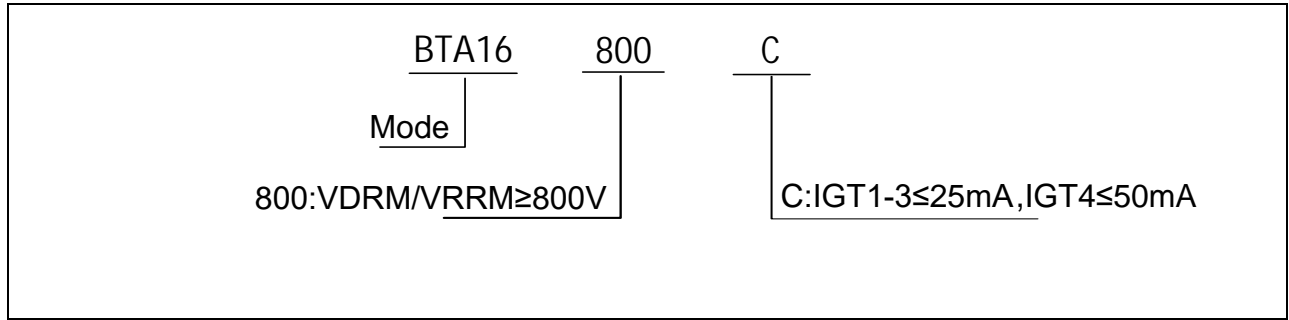 BTA16 800 C
Mode
800:VDRM/VRRM≥800V C:IGT1-3≤25mA,IGT4≤50mA